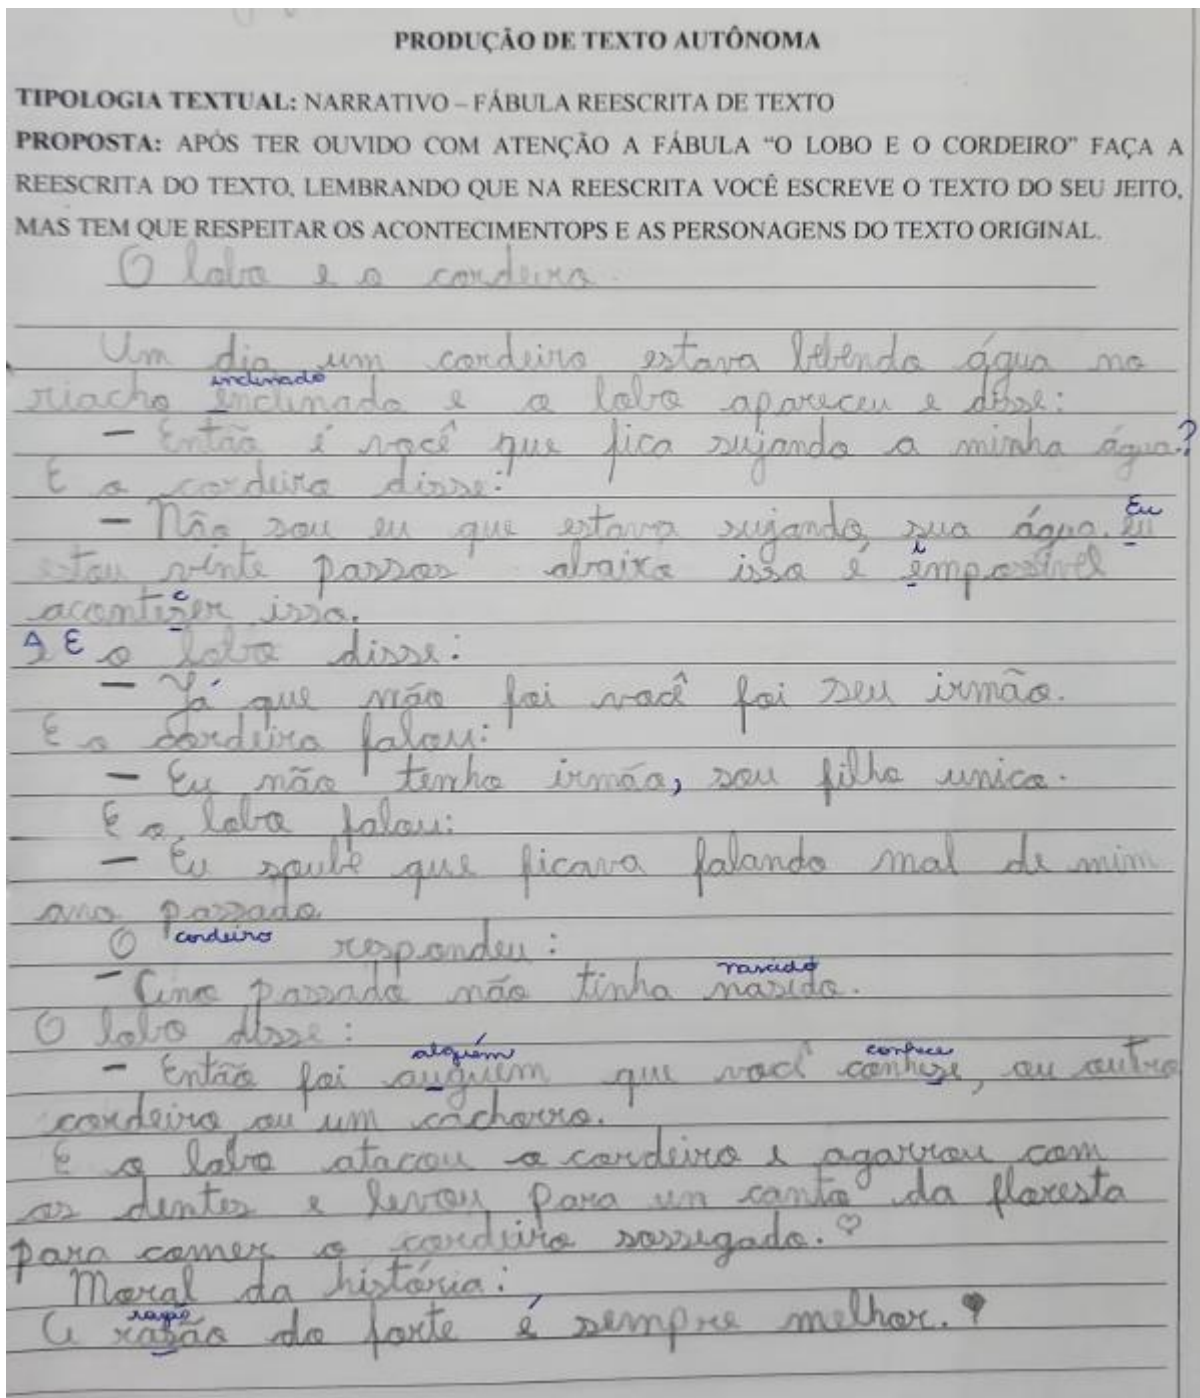 PRODUÇÃO DE TEXTO AUTÔNOMA
TIPOLOGIA TEXTUAL: NARRATIVO – FÁBULA REESCRITA DE TEXTO
PROPOSTA: APÓS TER OUVIDO COM ATENÇÃO A FÁBULA “O LOBO E O CORDEIRO” FAÇA A
REESCRITA DO TEXTO, LEMBRANDO QUE NA REESCRITA VOCÊ ESCREVE O TEXTO DO SEU JEITO,
MAS TEM QUE RESPEITAR OS ACONTECIMENTOPS E AS PERSONAGENS DO TEXTO ORIGINAL.
O lobo e o cordeiro.
Um dia um cordeiro estava bebendo água no
inclinado
riacho enclinado e o lobo apareceu e disse:
– Então é você que fica sujando a minha água?
E o cordeiro disse:
– Não sou eu que estava sujando sua água. eu
Eu
estou vinte passos abaixo isso é emposivel
i
aconteser isso.
c
E o lobo disse:
– Já que não foi você foi seu irmão.
E o cordeiro falou:
– Eu não tenho irmão, sou filho unico.
E o lobo falou:
– Eu soube que ficava falando mal de mim
ano passado
O cordeiro respondeu:
– Ano passado não tinha nasido.
nascido
O lobo disse:
alguém conhece
– Então foi auguem que você conhese, ou outro
cordeiro ou um cachorro.
E o lobo atacou o cordeiro e agarrou com
os dentes e levou para un canto da floresta
para comer o cordeiro sossegado.
Moral da história:
razão
A rasão do forte é sempre melhor.